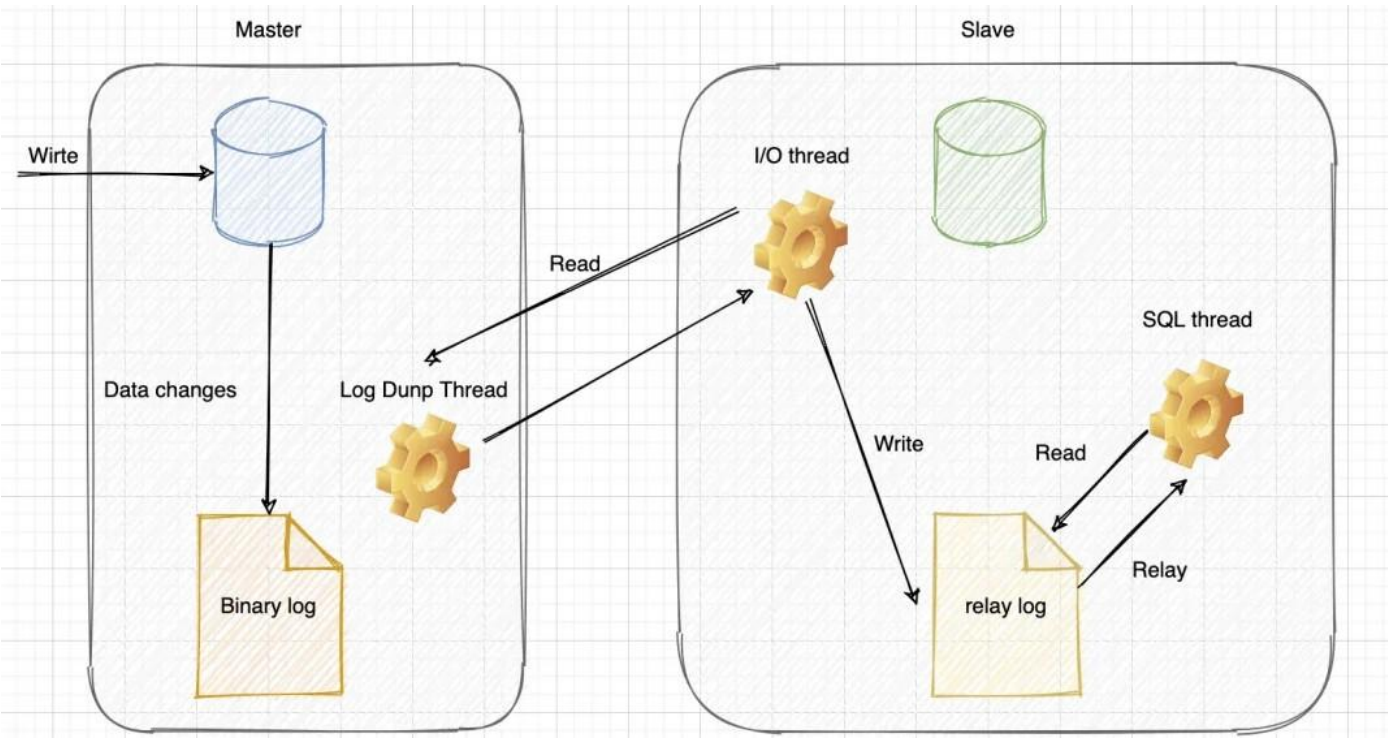 Master
Slave
Wirte
I/O thread
Read
SQL thread
Data changes
Log Dunp Thread
Write
Read
Binary log
relay log
Relay